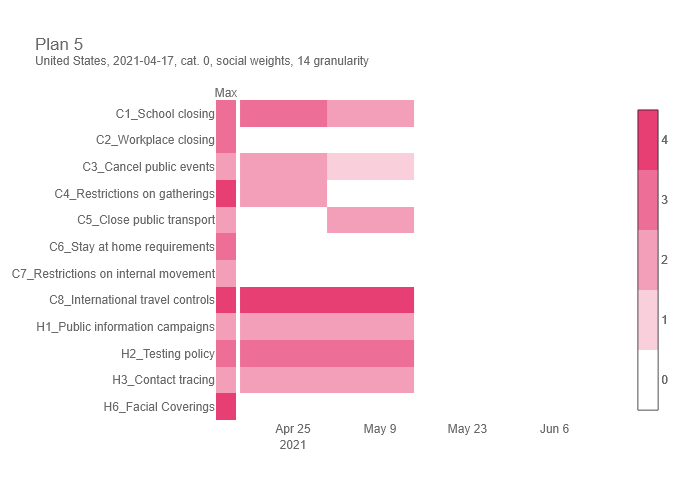 Plan 5
United States, 2021-04-17, cat. 0, social weights, 14 granularity
Max
C1_School closing
C2_Workplace closing
C3_Cancel public events
C4_Restrictions on gatherings
C5_Close public transport
C6_Stay at home requirements
C7_Restrictions on internal movement
C8_International travel controls
H1_Public information campaigns
H2_Testing policy
H3_Contact tracing
H6_Facial Coverings
4
3
2
1
0
Apr 25 May 9 May 23 Jun 6
2021